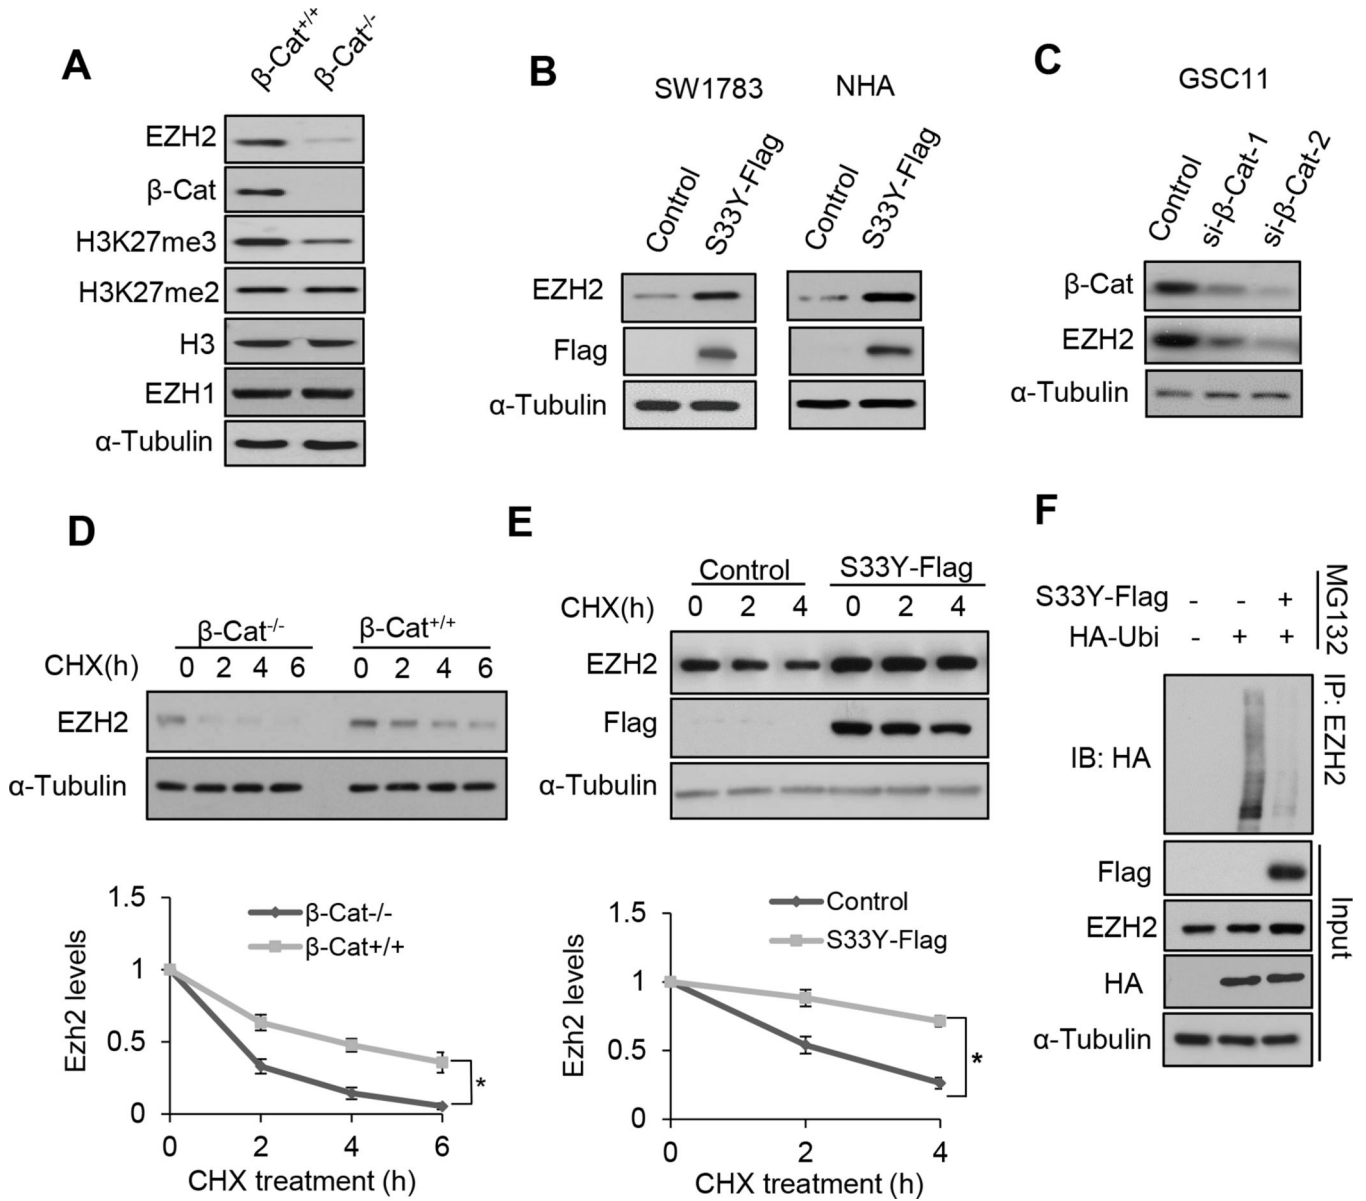 A
β-Cat+/+
β-Cat-/-
EZH2
β-Cat
H3K27me3
H3K27me2
H3
EZH1
α-Tubulin
B
SW1783
NHA
Control
S33Y-Flag
Control
S33Y-Flag
EZH2
Flag
α-Tubulin
C
GSC11
Control
si-β-Cat-1
si-β-Cat-2
β-Cat
EZH2
α-Tubulin
D
β-Cat-/-
β-Cat+/+
CHX(h) 0 2 4 6 0 2 4 6
EZH2
α-Tubulin
1.5
1
0.5
0
Ezh2 levels
β-Cat-/-
β-Cat+/+
*
0 2 4 6
CHX treatment (h)
E
Control
S33Y-Flag
CHX(h) 0 2 4 0 2 4
EZH2
Flag
α-Tubulin
1.5
1
0.5
0
Ezh2 levels
Control
S33Y-Flag
*
0 2 4
CHX treatment (h)
F
S33Y-Flag - - +
HA-Ubi - + +
MG132
IP: EZH2
IB: HA
Flag
EZH2
HA
α-Tubulin
Input